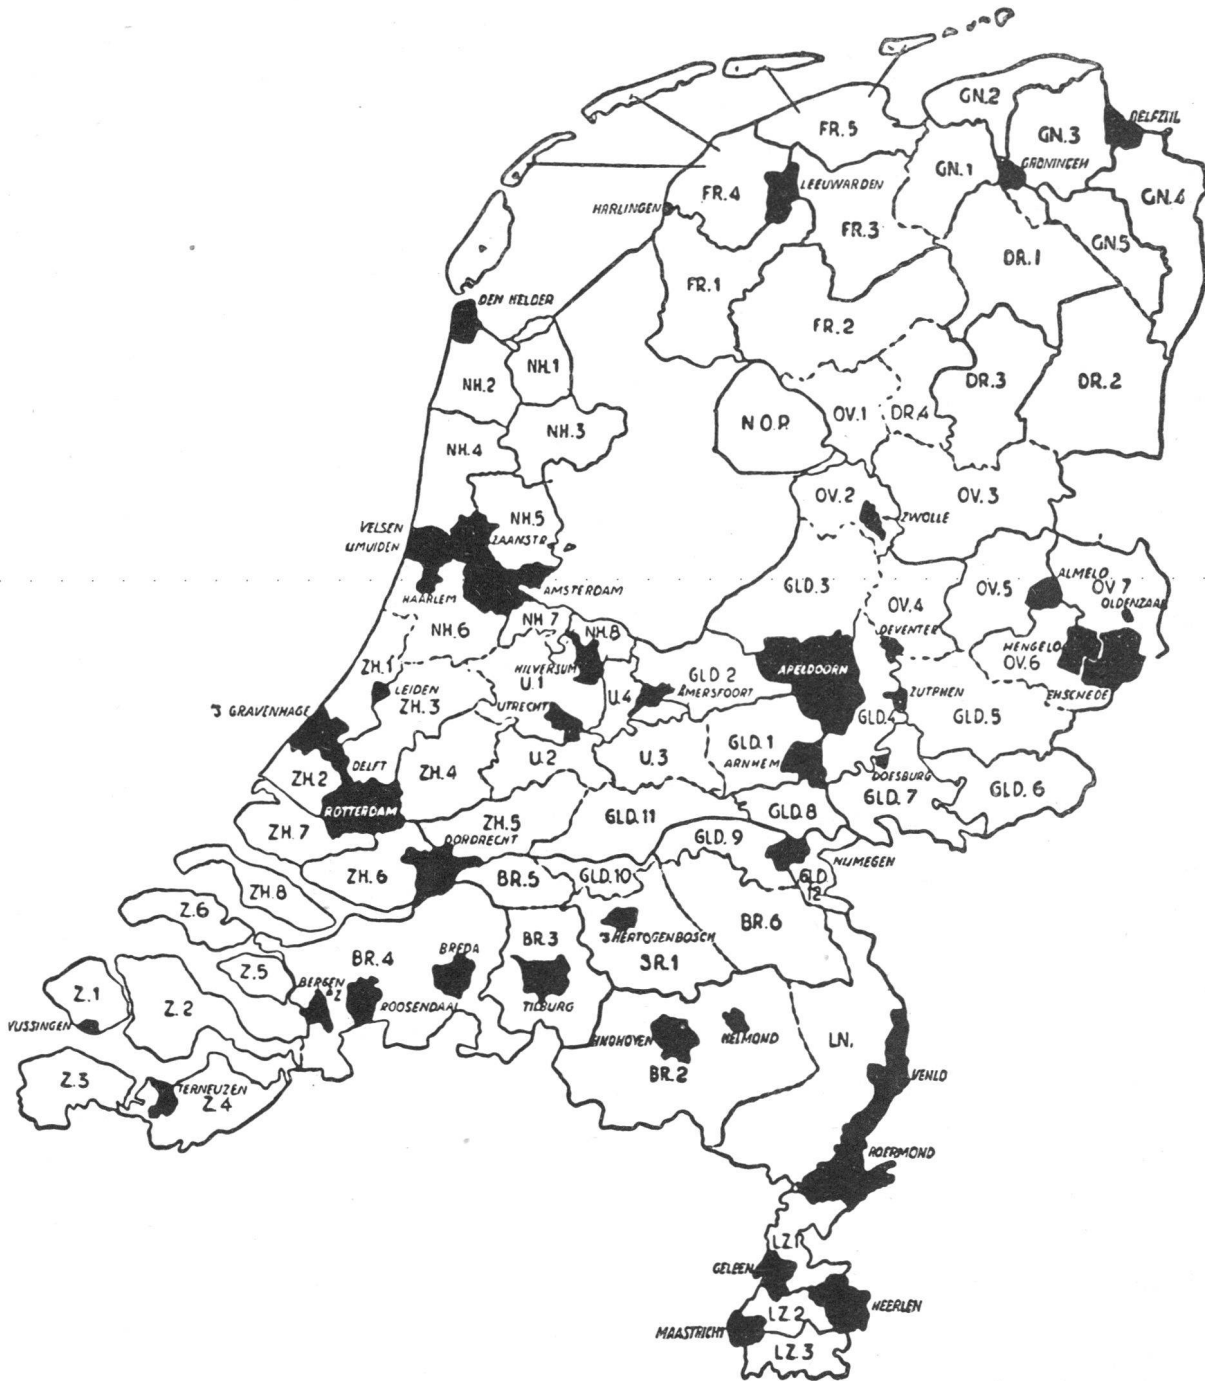 GN.2
DELFZIJL
FR.5
GN.3
GN.1
GRONINGEN
LEEUWARDEN
FR.4
GN.4
HARLINGEN
FR.3
GN.5
DR.1
FR.1
DEN HELDER
FR.2
NH.1
NH.2
DR.3
DR.2
N.O.P.
OV.1
DR.4
NH.3
NH.4
OV.2
OV.3
NH.5
ZWOLLE
VELSEN
IJMUIDEN
ZAANSTR.
ALMELO
GLD.3
OV.5
OV 7
HAARLEM
AMSTERDAM
OV.4
OLDENZAAL
NH.7
NH.6
NH.8
DEVENTER
HENGELO
OV.6
ZH.1
HILVERSUM
GLD 2
APELDOORN
U.1
U.4
AMERSFOORT
LEIDEN
ZUTPHEN
ENSCHEDE
ZH.3
UTRECHT
'S GRAVENHAGE
GLD.4
GLD.5
GLD.1
DELFT
U.2
U.3
ARNHEM
ZH.2
ZH.4
DOESBURG
GLD.6
GLD.7
ROTTERDAM
GLD.11
GLD.8
ZH.5
ZH.7
DORDRECHT
GLD.9
NIJMEGEN
ZH.6
BR.5
GLD.10
GLD
12
ZH.8
Z.6
BR.6
'S HERTOGENBOSCH
BR.3
BREDA
BR.4
BR.1
Z.5
BERGEN
a Z
Z.1
Z.2
ROOSENDAAL
TILBURG
VLISSINGEN
EINDHOVEN
HELMOND
LN.
BR.2
Z.3
VENLO
TERNEUZEN
Z.4
ROERMOND
LZ.1
GELEEN
HEERLEN
LZ.2
MAASTRICHT
LZ.3